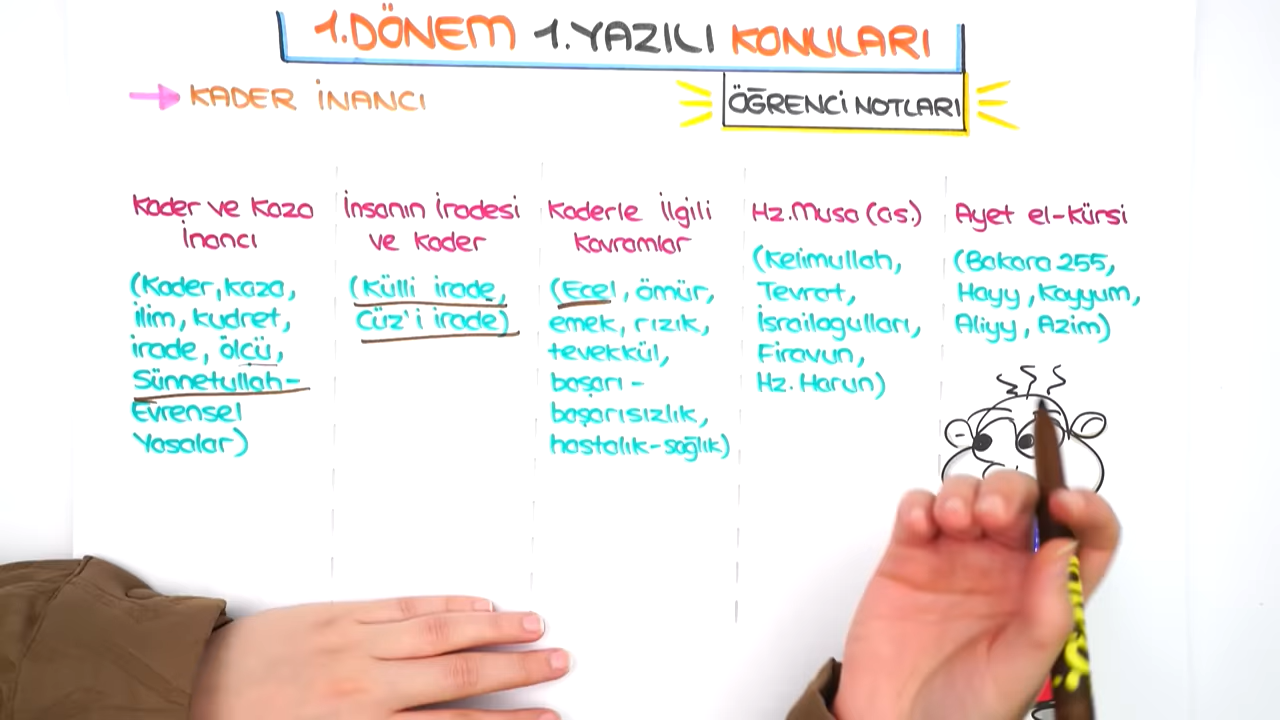 1.DÖNEM 1.YAZILI KONULARI
KADER İNANCI
ÖĞRENCİ NOTLARI
Kader ve Kaza
İnancı
(Kader, kaza,
ilim, kudret,
irade, ölçü,
Sünnetullah-
Evrensel
Yasalar)
İnsanın İradesi
ve Kader
(Külli irade,
Cüz'i irade)
Kaderle İlgili
Kavramlar
(Ecel, ömür,
emek, rızık,
tevekkül,
başarı-
başarısızlık,
hastalık-sağlık)
Hz.Musa (as.)
(Kelimullah,
Tevrat,
İsrailogulları,
Firavun,
Hz. Harun)
Ayet el-Kürsi
(Bakara 255,
Hayy, Kayyum,
Aliyy, Azim)